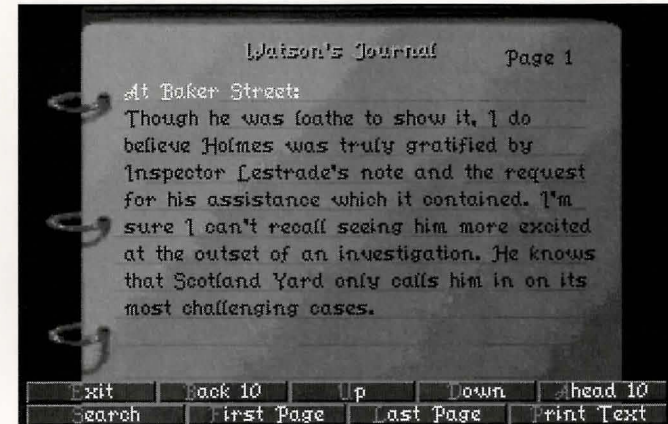 Watson's Journal
Page 1
At Baker Street:
Though he was loathe to show it, I do
believe Holmes was truly gratified by
Inspector Lestrade's note and the request
for his assistance which it contained. I'm
sure I can't recall seeing him more excited
at the outset of an investigation. He knows
that Scotland Yard only calls him in on its
most challenging cases.
Exit Back 10 Up Down Ahead 10
Search First Page Last Page Print Text